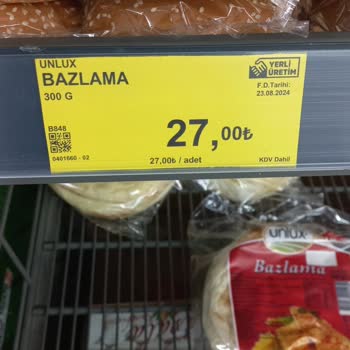 UNLUX
BAZLAMA
300 G
YERLİ
ÜRETİM
F.D.Tarihi:
23.08.2024
B848
27,00₺
0401660 - 02
27,00₺ / adet
KDV Dahil
unlux
Bazlama